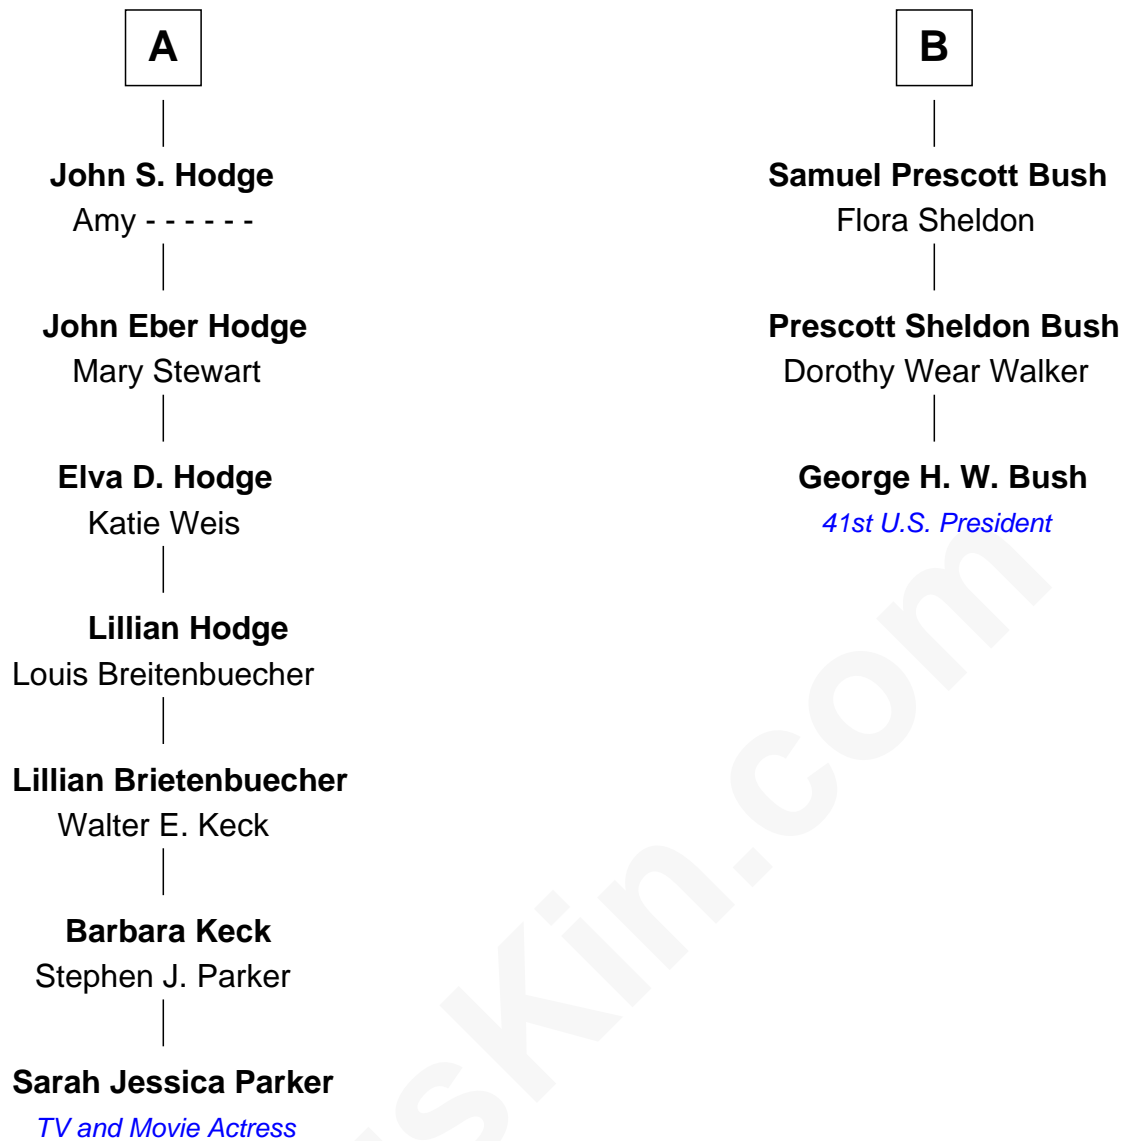 A
John S. Hodge
Amy - - - - - -
John Eber Hodge
Mary Stewart
Elva D. Hodge
Katie Weis
Lillian Hodge
Louis Breitenbuecher
Lillian Brietenbuecher
Walter E. Keck
Barbara Keck
Stephen J. Parker
Sarah Jessica Parker
TV and Movie Actress
B
Samuel Prescott Bush
Flora Sheldon
Prescott Sheldon Bush
Dorothy Wear Walker
George H. W. Bush
41st U.S. President
usKin.com